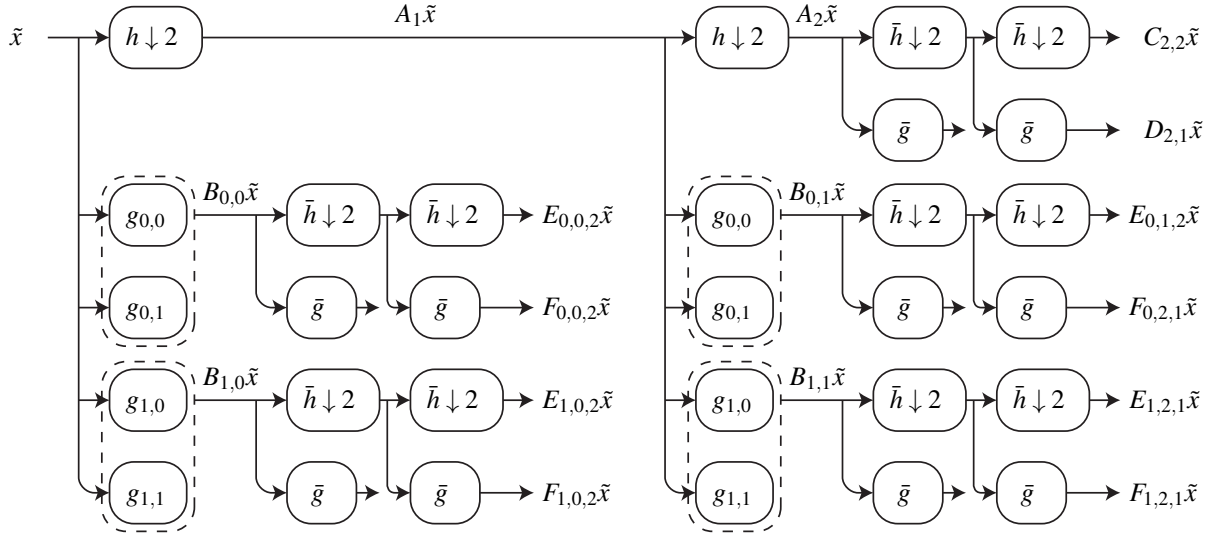 x̃ h ↓ 2 A₁x̃ h ↓ 2 A₂x̃ h̄ ↓ 2 h̄ ↓ 2 C₂,₂x̃
ḡ ḡ D₂,₁x̃
g₀,₀ B₀,₀x̃ h̄ ↓ 2 h̄ ↓ 2 E₀,₀,₂x̃ g₀,₀ B₀,₁x̃ h̄ ↓ 2 h̄ ↓ 2 E₀,₁,₂x̃
g₀,₁ ḡ ḡ F₀,₀,₂x̃ g₀,₁ ḡ ḡ F₀,₂,₁x̃
g₁,₀ B₁,₀x̃ h̄ ↓ 2 h̄ ↓ 2 E₁,₀,₂x̃ g₁,₀ B₁,₁x̃ h̄ ↓ 2 h̄ ↓ 2 E₁,₂,₁x̃
g₁,₁ ḡ ḡ F₁,₀,₂x̃ g₁,₁ ḡ ḡ F₁,₂,₁x̃